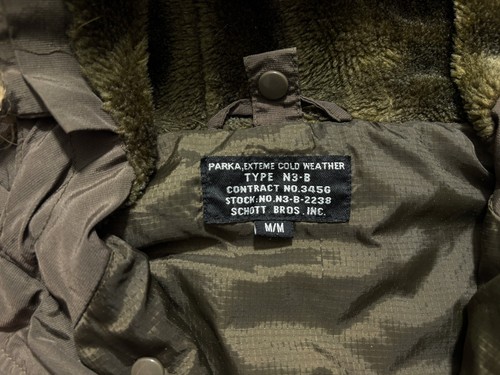 PARKA,EXTEME COLD WEATHER
TYPE N3-B
CONTRACT NO.3456
STOCK:NO.N3-B-2238
SCHOTT BROS.INC.
M/M